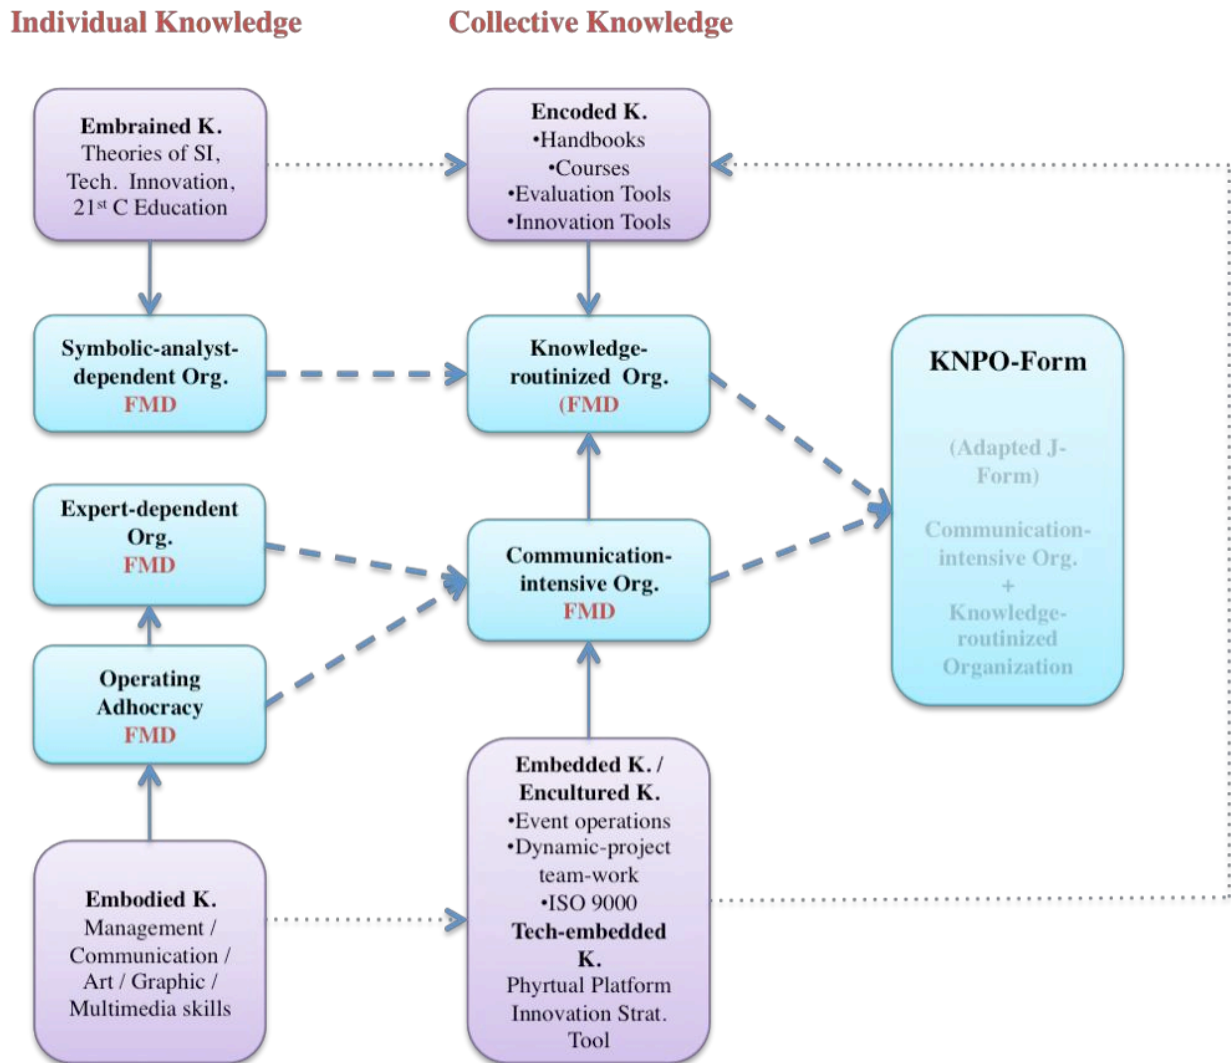 Individual Knowledge
Collective Knowledge
Embrained K.
Theories of SI,
Tech. Innovation,
21st C Education
Encoded K.
•Handbooks
•Courses
•Evaluation Tools
•Innovation Tools
Symbolic-analyst-
dependent Org.
FMD
Knowledge-
routinized Org.
(FMD
KNPO-Form
(Adapted J-
Form)
Communication-
intensive Org.
+
Knowledge-
routinized
Organization
Expert-dependent
Org.
FMD
Communication-
intensive Org.
FMD
Operating
Adhocracy
FMD
Embedded K. /
Encultured K.
•Event operations
•Dynamic-project
team-work
•ISO 9000
Tech-embedded
K.
Phyrtual Platform
Innovation Strat.
Tool
Embodied K.
Management /
Communication /
Art / Graphic /
Multimedia skills